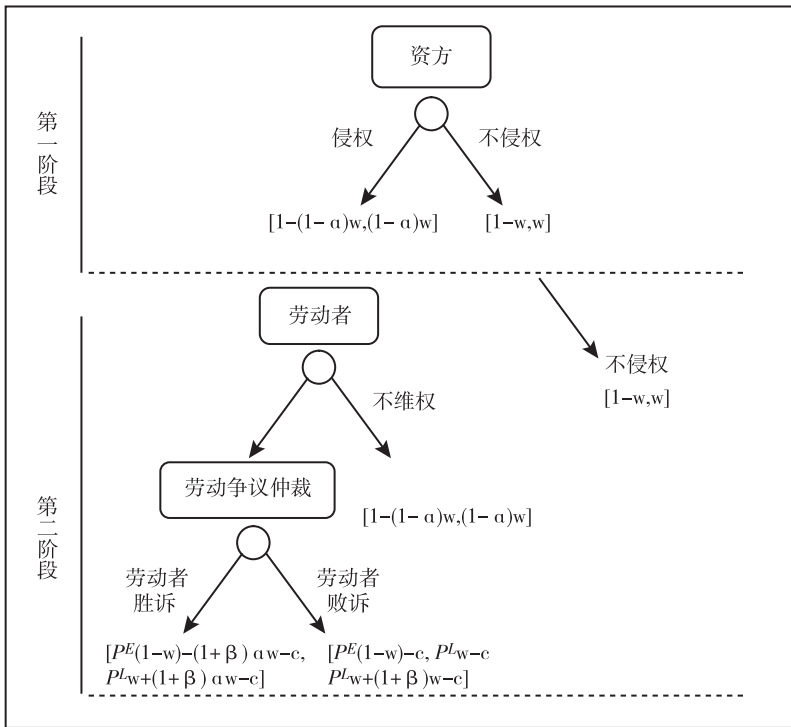 资方
第一阶段
侵权 不侵权
[1-(1-α)w,(1-α)w] [1-w,w]
劳动者
不侵权
[1-w,w]
不维权
第二阶段
劳动争议仲裁
[1-(1-α)w,(1-α)w]
劳动者
胜诉
劳动者
败诉
[P^E(1-w)-(1+β)αw-c,
P^Lw+(1+β)αw-c]
[P^E(1-w)-c, P^Lw-c
P^Lw+(1+β)w-c]